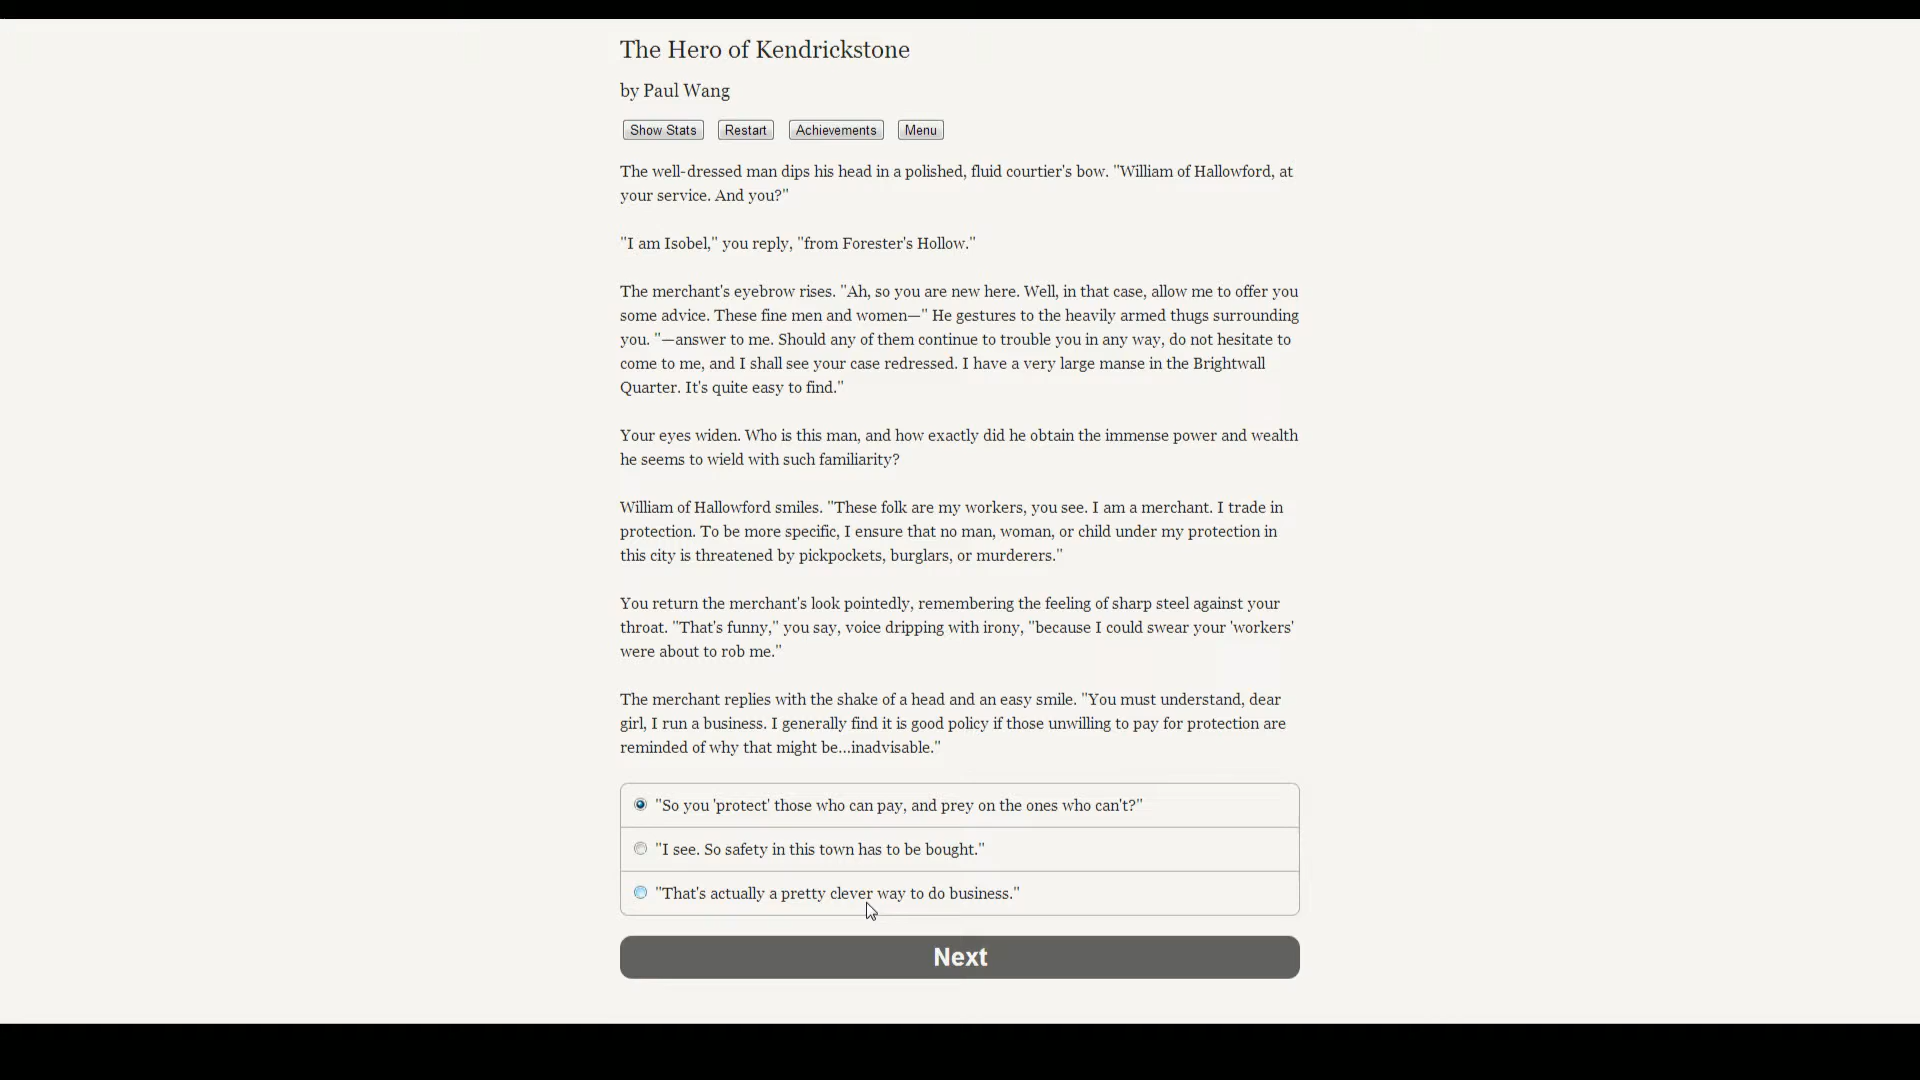 The Hero of Kendrickstone
by Paul Wang
Show Stats Restart Achievements Menu
The well-dressed man dips his head in a polished, fluid courtier's bow. "William of Hallowford, at
your service. And you?"
"I am Isobel," you reply, "from Forester's Hollow."
The merchant's eyebrow rises. "Ah, so you are new here. Well, in that case, allow me to offer you
some advice. These fine men and women—" He gestures to the heavily armed thugs surrounding
you. "—answer to me. Should any of them continue to trouble you in any way, do not hesitate to
come to me, and I shall see your case redressed. I have a very large manse in the Brightwall
Quarter. It's quite easy to find."
Your eyes widen. Who is this man, and how exactly did he obtain the immense power and wealth
he seems to wield with such familiarity?
William of Hallowford smiles. "These folk are my workers, you see. I am a merchant. I trade in
protection. To be more specific, I ensure that no man, woman, or child under my protection in
this city is threatened by pickpockets, burglars, or murderers."
You return the merchant's look pointedly, remembering the feeling of sharp steel against your
throat. "That's funny," you say, voice dripping with irony, "because I could swear your 'workers'
were about to rob me."
The merchant replies with the shake of a head and an easy smile. "You must understand, dear
girl, I run a business. I generally find it is good policy if those unwilling to pay for protection are
reminded of why that might be...inadvisable."
"So you 'protect' those who can pay, and prey on the ones who can't?"
"I see. So safety in this town has to be bought."
"That's actually a pretty clever way to do business."
Next